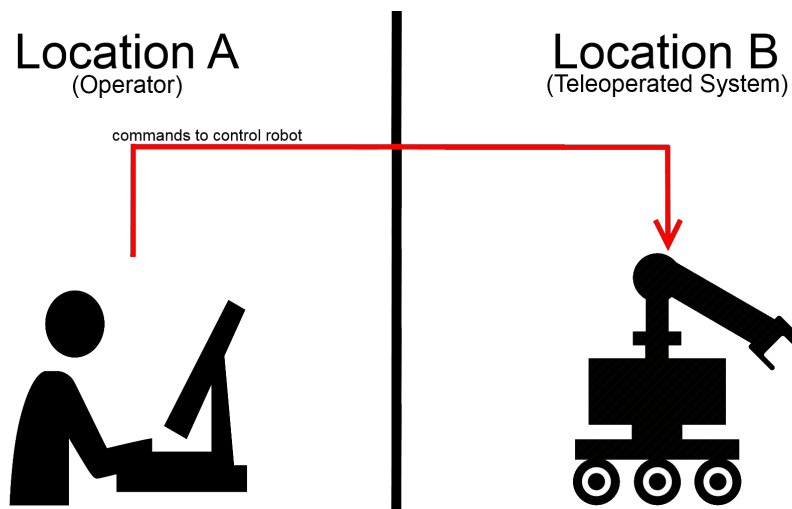 Location A
(Operator)
Location B
(Teleoperated System)
commands to control robot